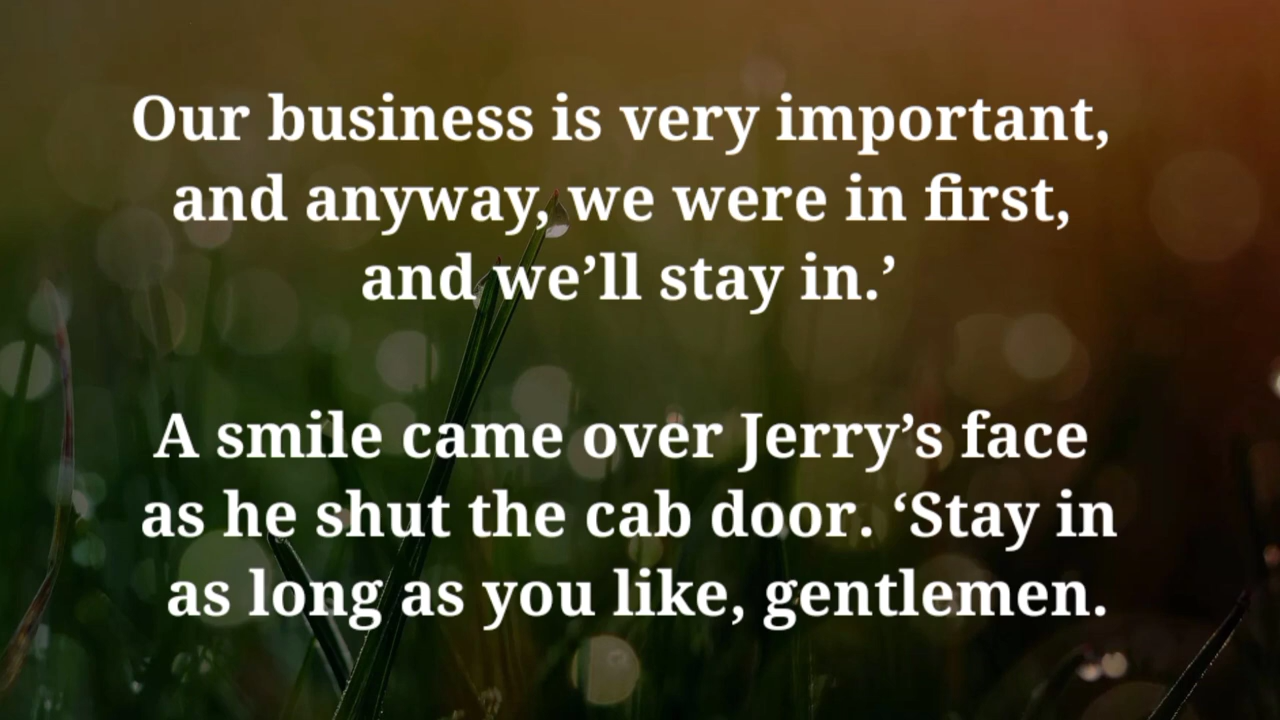 Our business is very important,
and anyway, we were in first,
and we’ll stay in.’
A smile came over Jerry’s face
as he shut the cab door. ‘Stay in
as long as you like, gentlemen.